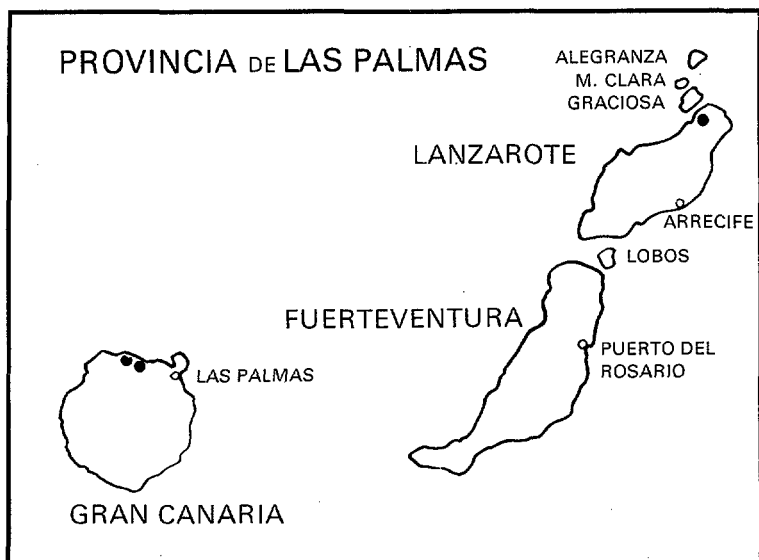 PROVINCIA DE LAS PALMAS
ALEGRANZA
M. CLARA
GRACIOSA
LANZAROTE
ARRECIFE
LOBOS
FUERTEVENTURA
PUERTO DEL
ROSARIO
LAS PALMAS
GRAN CANARIA